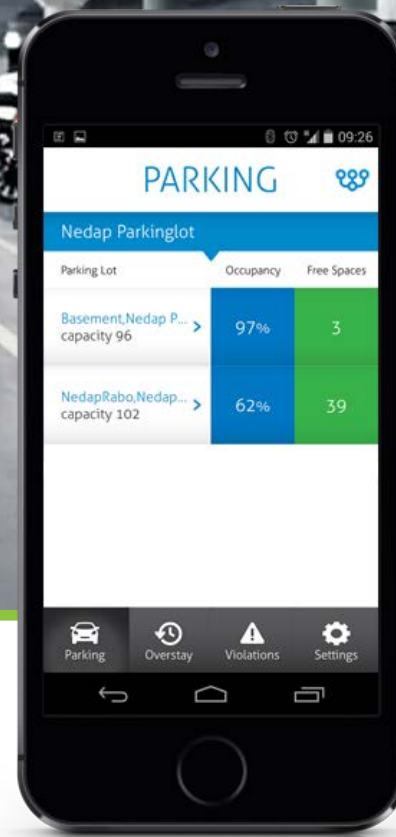 09:26
PARKING
Nedap Parkinglot
Parking Lot Occupancy Free Spaces
Basement,Nedap P... 97% 3
capacity 96
NedapRabo,Nedap... 62% 39
capacity 102
Parking Overstay Violations Settings